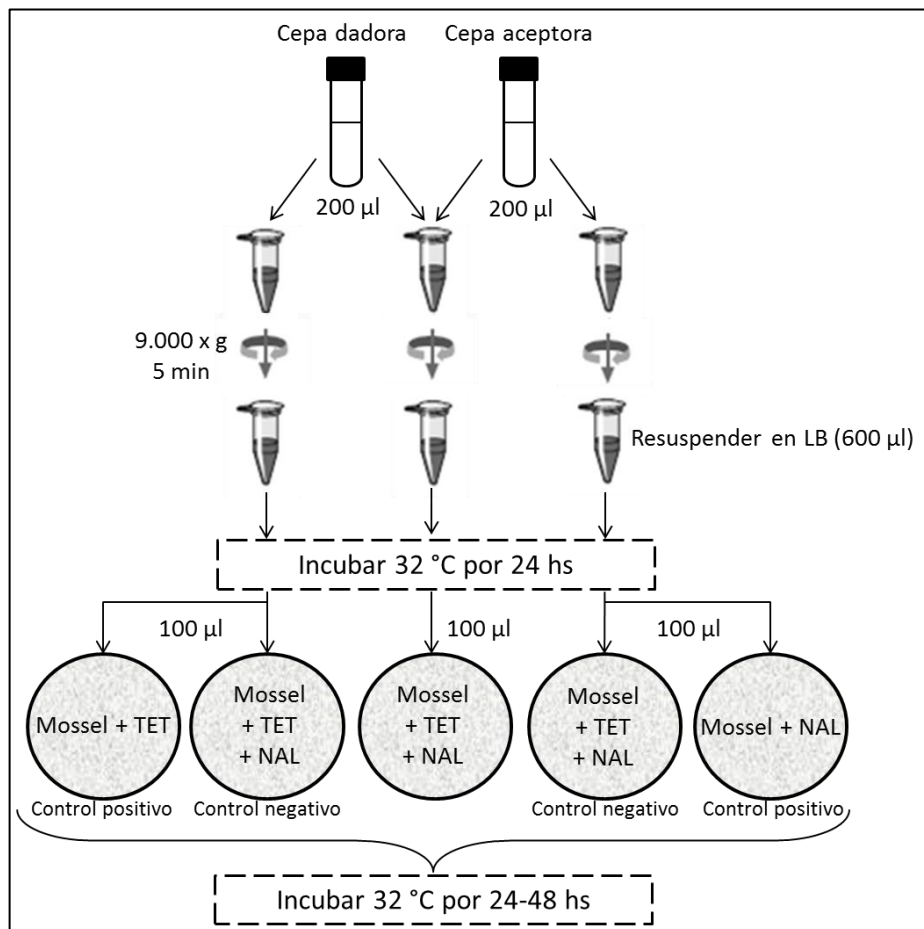 Cepa dadora
Cepa aceptora
200 µl
200 µl
9.000 x g
5 min
Resuspender en LB (600 µl)
Incubar 32 °C por 24 hs
100 µl
100 µl
100 µl
Mossel + TET
Mossel
+ TET
+ NAL
Mossel
+ TET
+ NAL
Mossel
+ TET
+ NAL
Mossel + NAL
Control positivo
Control negativo
Control negativo
Control positivo
Incubar 32 °C por 24-48 hs